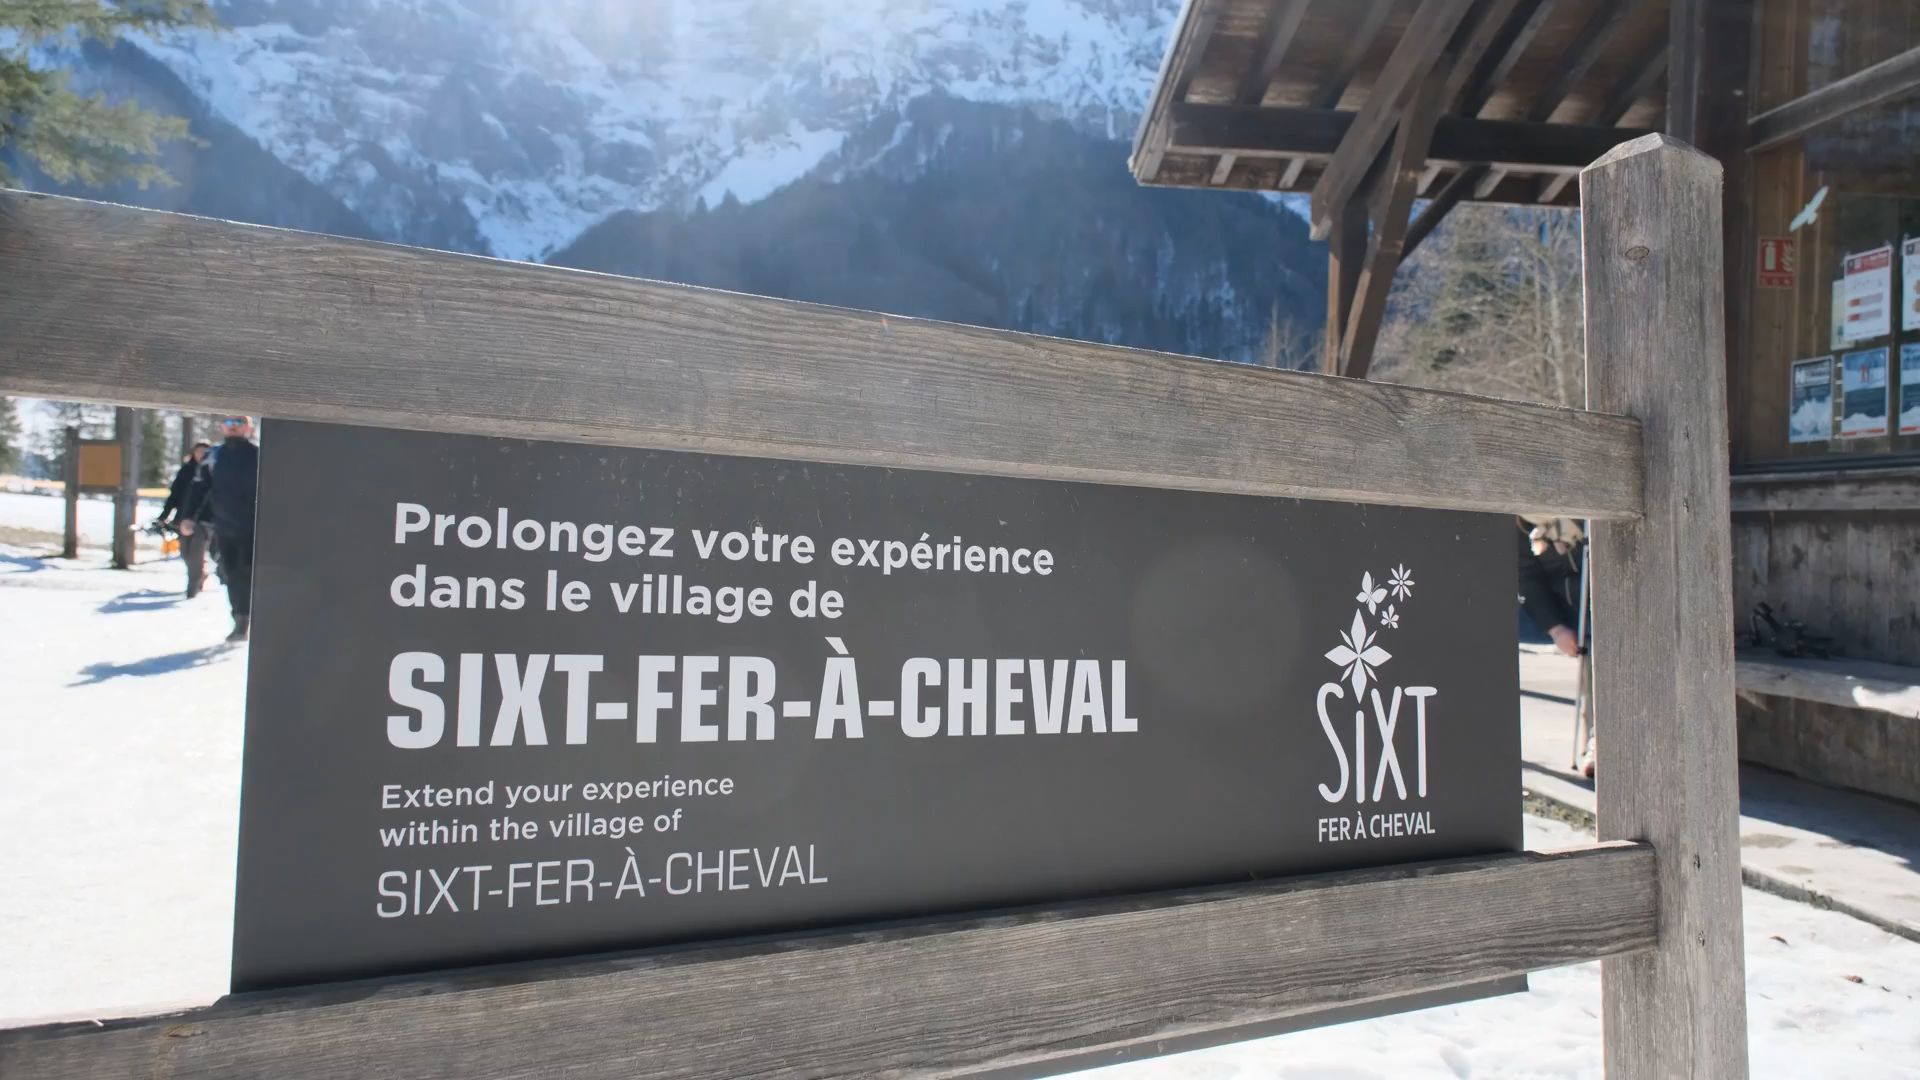 Prolongez votre expérience
dans le village de
SIXT-FER-À-CHEVAL
Extend your experience
within the village of
SIXT-FER-À-CHEVAL
SiXT
FER À CHEVAL